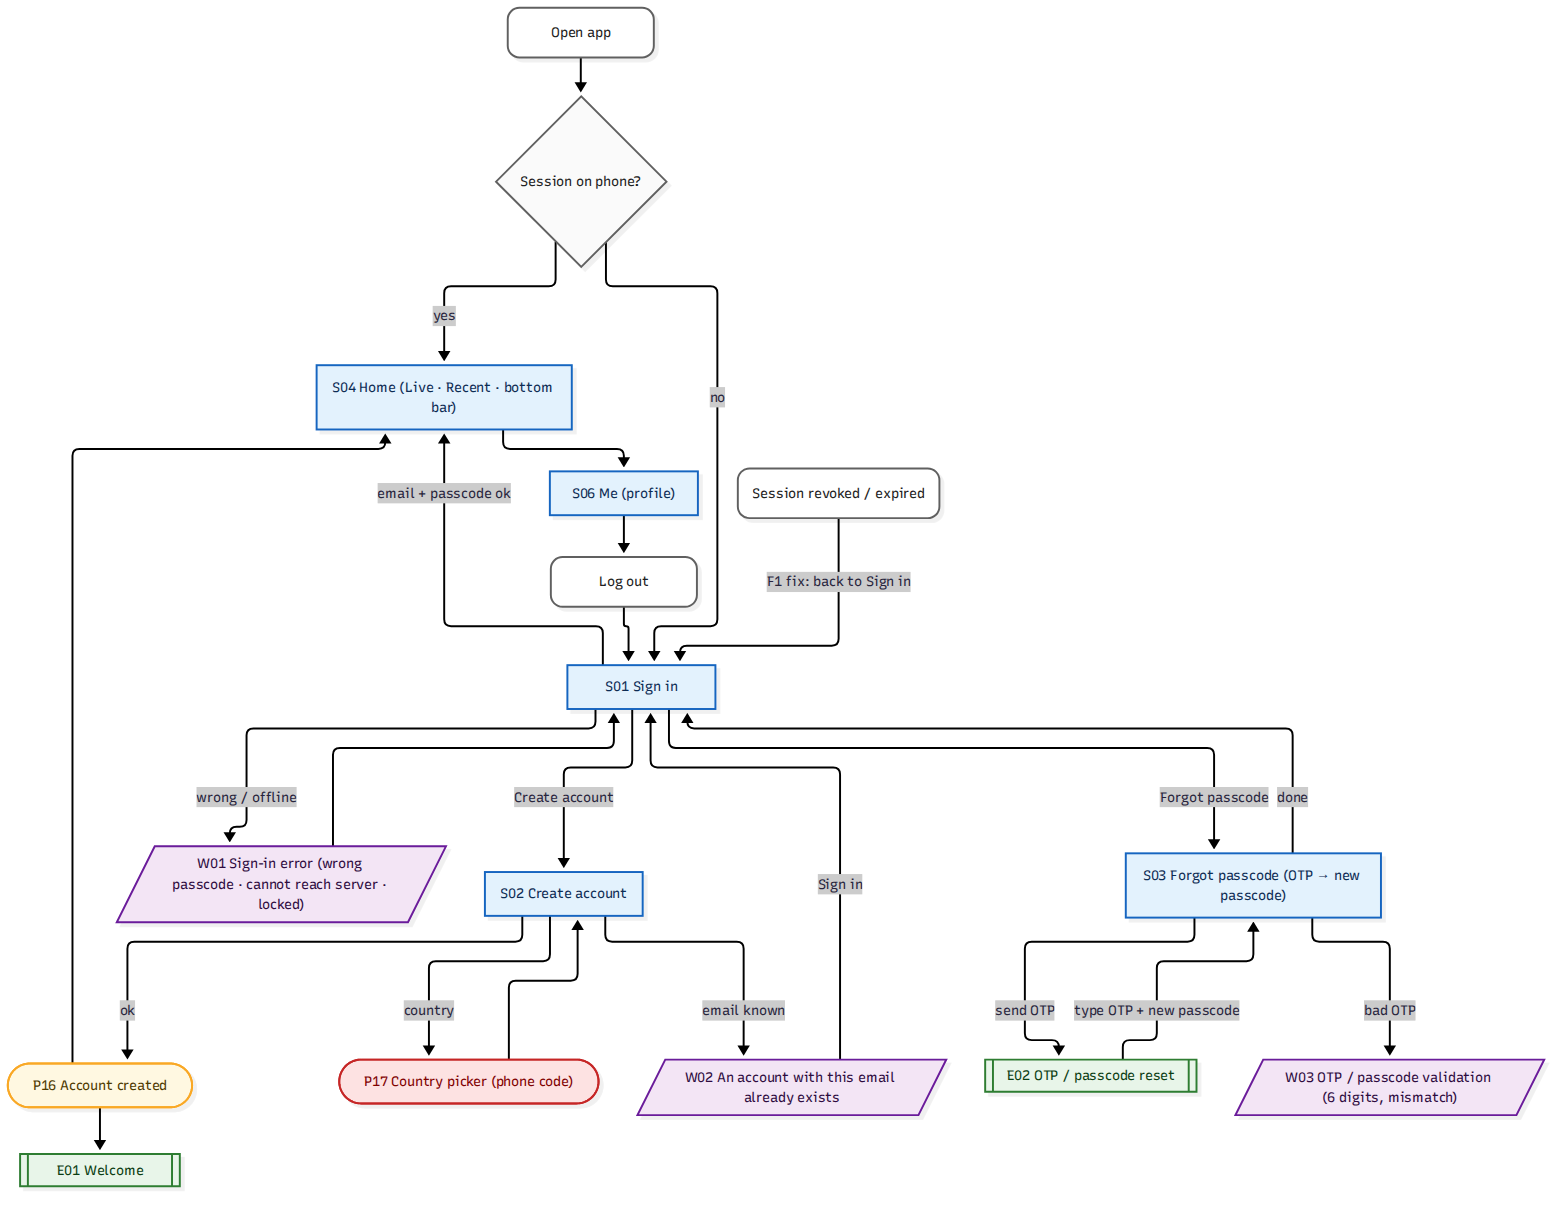 Open app
Session on phone?
yes
S04 Home (Live · Recent · bottom
bar)
no
email + passcode ok
S06 Me (profile)
Session revoked / expired
Log out
F1 fix: back to Sign in
S01 Sign in
wrong / offline
Create account
Forgot passcode
done
W01 Sign-in error (wrong
passcode · cannot reach server ·
locked)
S02 Create account
Sign in
S03 Forgot passcode (OTP → new
passcode)
ok
country
email known
send OTP
type OTP + new passcode
bad OTP
P16 Account created
P17 Country picker (phone code)
W02 An account with this email
already exists
E02 OTP / passcode reset
W03 OTP / passcode validation
(6 digits, mismatch)
E01 Welcome